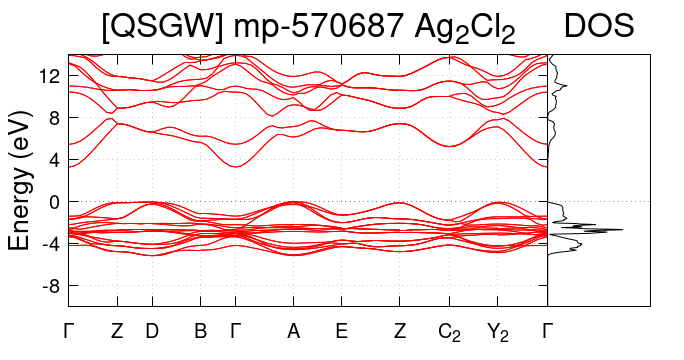 [QSGW] mp-570687 Ag₂Cl₂ DOS
Energy (eV)
12
8
4
0
-4
-8
Γ Z D B Γ A E Z C₂ Y₂ Γ